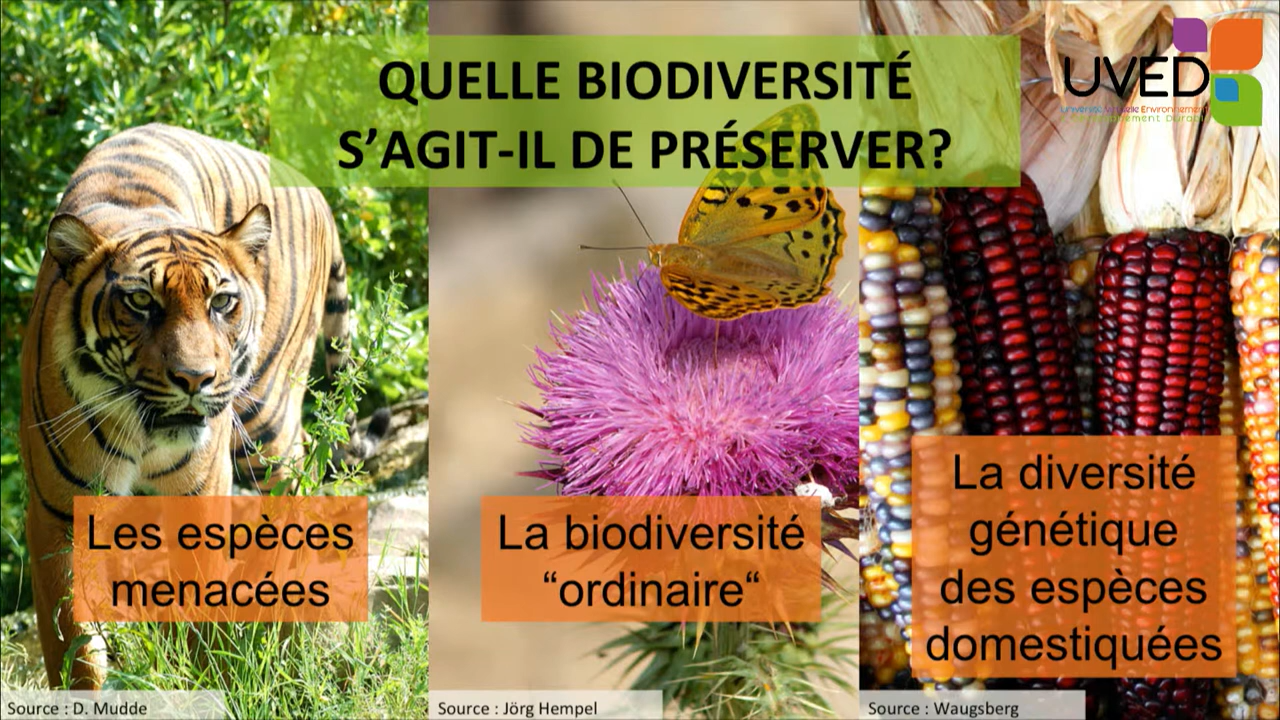 QUELLE BIODIVERSITÉ
S’AGIT-IL DE PRÉSERVER?
UVED
Les espèces
menacées
La biodiversité
“ordinaire“
La diversité
génétique
des espèces
domestiquées
Source : D. Mudde
Source : Jörg Hempel
Source : Waugsberg